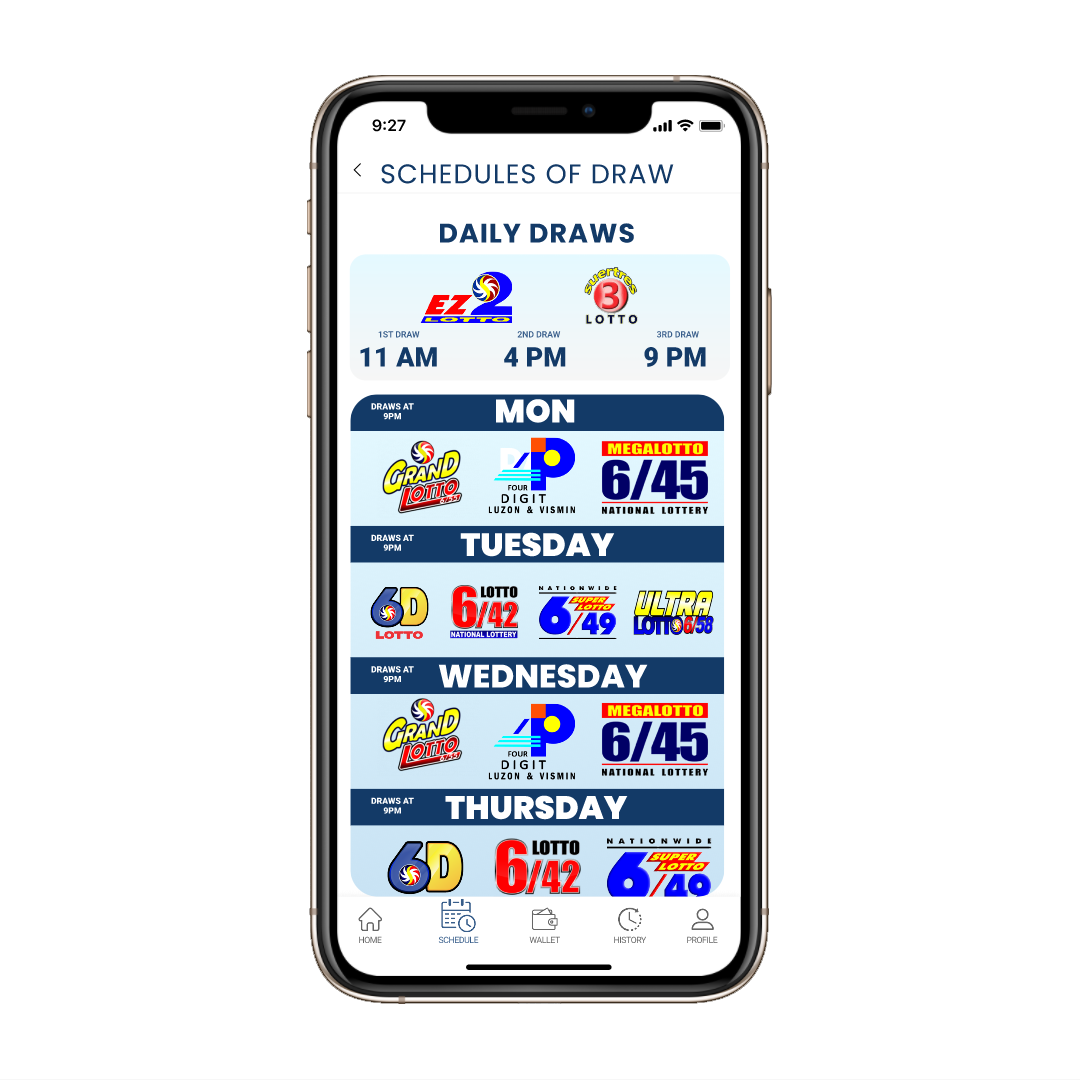 9:27
SCHEDULES OF DRAW
DAILY DRAWS
EZ2
LOTTO
suertres
3
LOTTO
1ST DRAW 2ND DRAW 3RD DRAW
11 AM 4 PM 9 PM
DRAWS AT
9PM
MON
GRAND
LOTTO
6/55
FOUR
DIGIT
LUZON & VISMIN
MEGALOTTO
6/45
NATIONAL LOTTERY
DRAWS AT
9PM
TUESDAY
6D
LOTTO
LOTTO
6/42
NATIONAL LOTTERY
NATIONWIDE
SUPER
LOTTO
6/49
ULTRA
LOTTO 6/58
DRAWS AT
9PM
WEDNESDAY
GRAND
LOTTO
6/55
FOUR
DIGIT
LUZON & VISMIN
MEGALOTTO
6/45
NATIONAL LOTTERY
DRAWS AT
9PM
THURSDAY
6D
LOTTO
6/42
NATIONWIDE
SUPER
LOTTO
6/49
HOME SCHEDULE WALLET HISTORY PROFILE